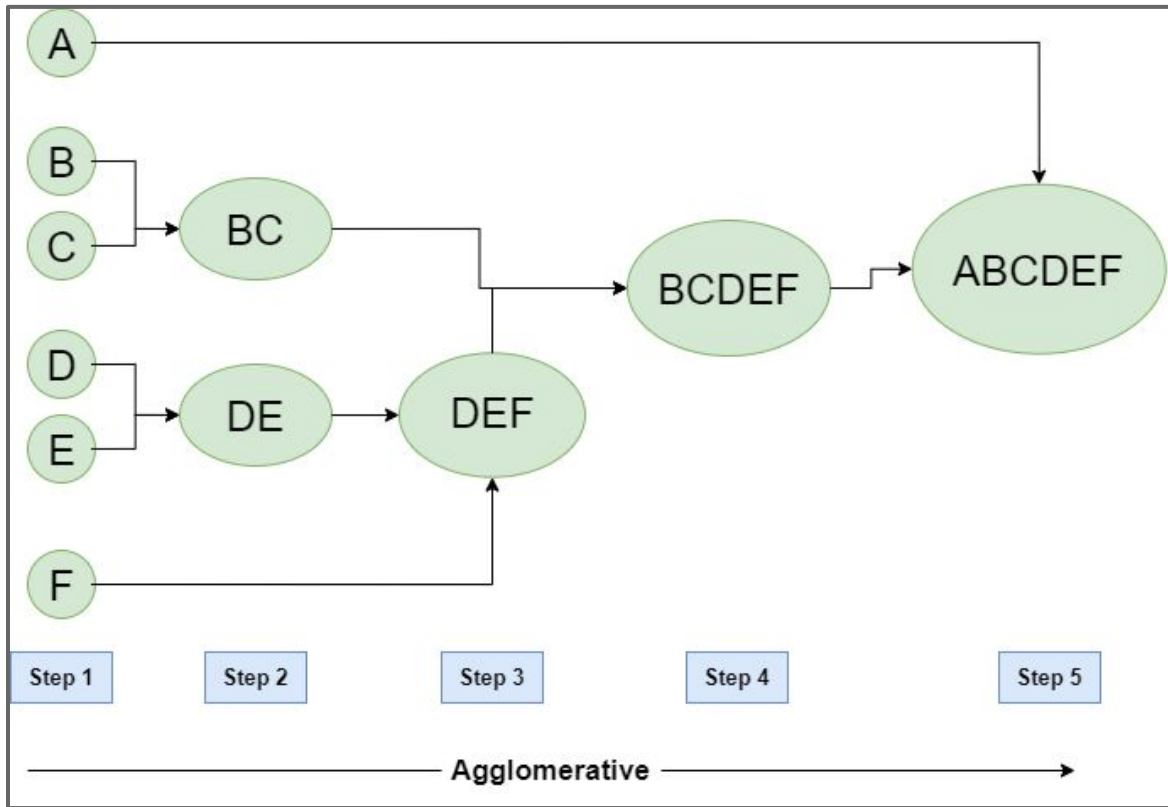 A
B
C
BC
BCDEF
ABCDEF
D
E
DE
DEF
F
Step 1
Step 2
Step 3
Step 4
Step 5
Agglomerative